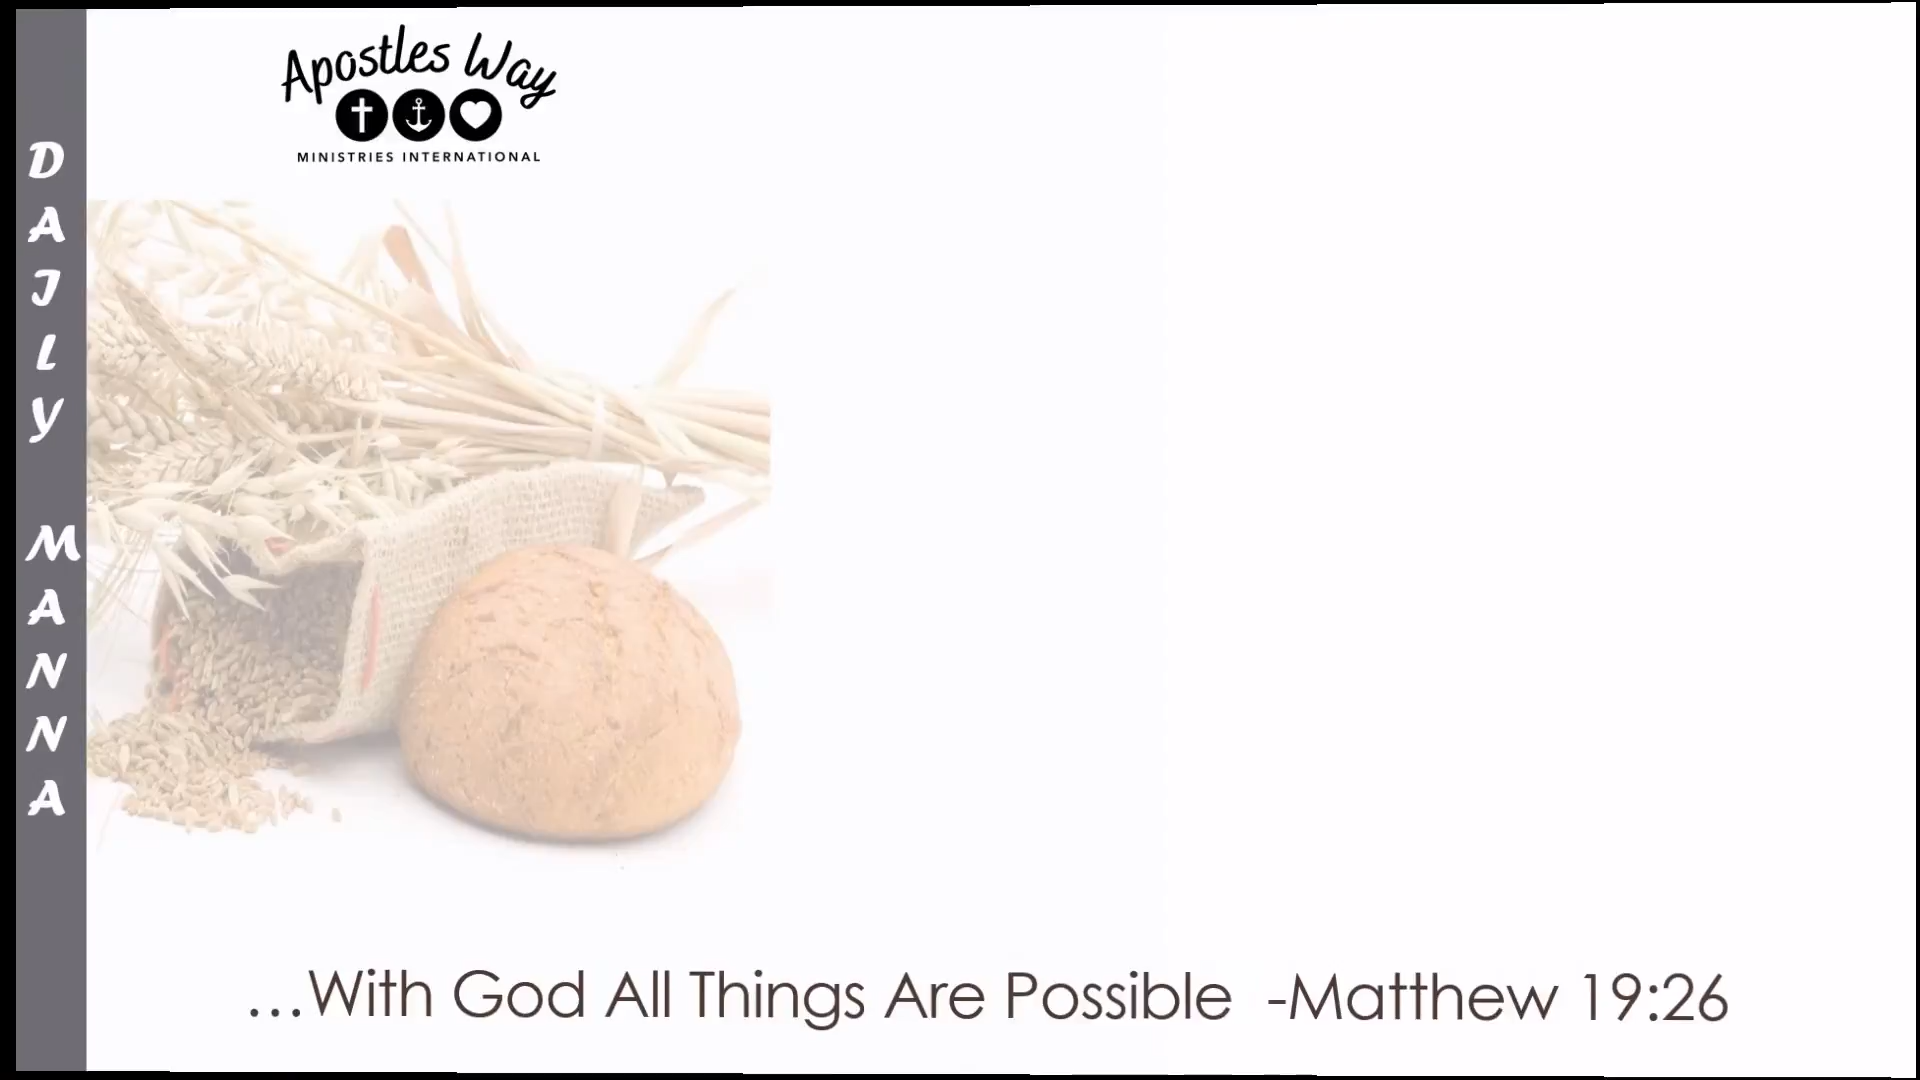 Apostles Way
MINISTRIES INTERNATIONAL
DAILY MANNA
...With God All Things Are Possible -Matthew 19:26